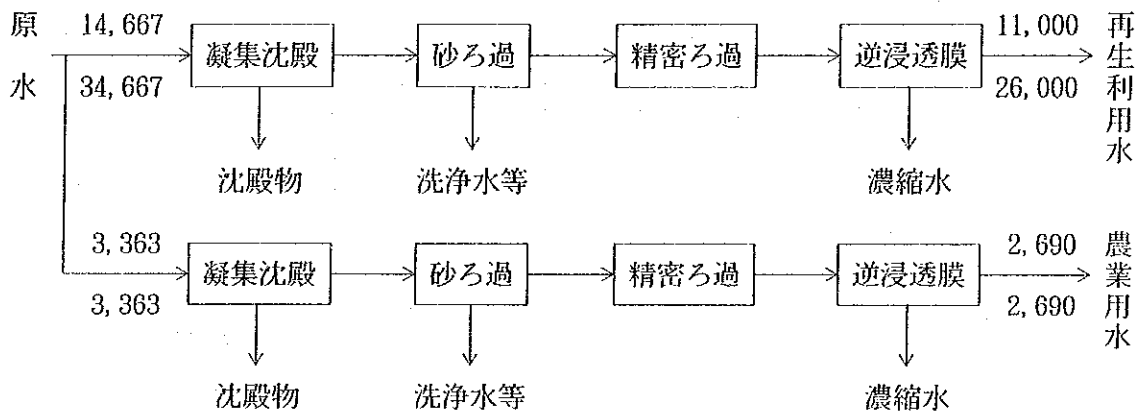 原水
14,667
34,667
凝集沈殿
砂ろ過
精密ろ過
逆浸透膜
11,000
26,000
再生利用水
沈殿物
洗浄水等
濃縮水
3,363
3,363
凝集沈殿
砂ろ過
精密ろ過
逆浸透膜
2,690
2,690
農業用水
沈殿物
洗浄水等
濃縮水